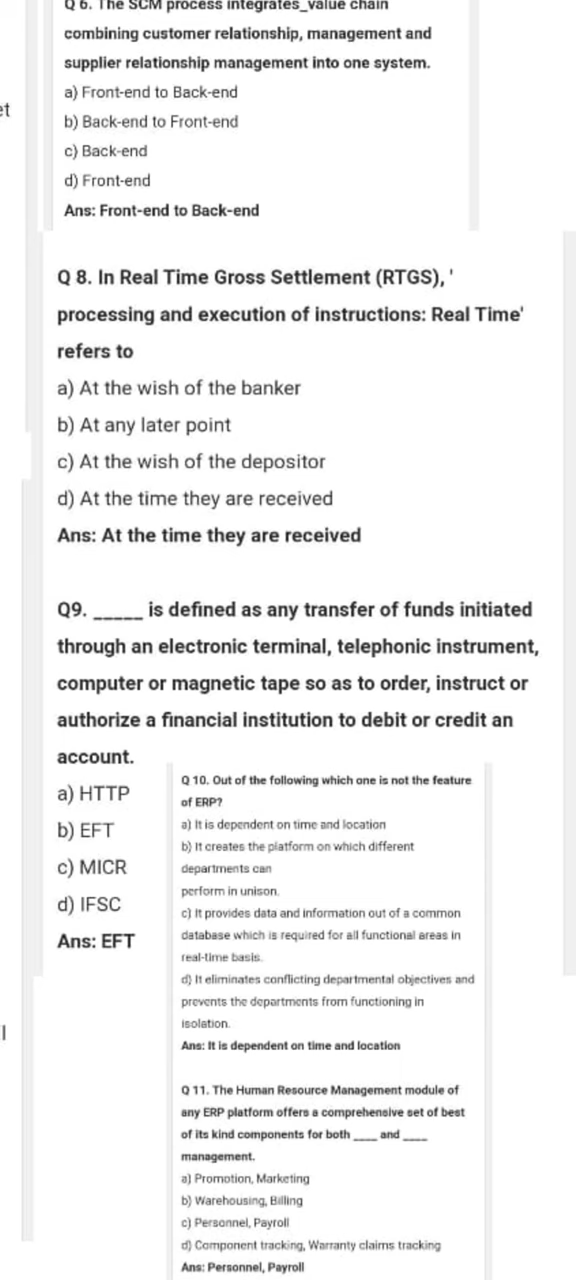 Q 6. The SCM process integrates_value chain
combining customer relationship, management and
supplier relationship management into one system.
a) Front-end to Back-end
b) Back-end to Front-end
c) Back-end
d) Front-end
Ans: Front-end to Back-end
et
Q 8. In Real Time Gross Settlement (RTGS), '
processing and execution of instructions: Real Time'
refers to
a) At the wish of the banker
b) At any later point
c) At the wish of the depositor
d) At the time they are received
Ans: At the time they are received
Q9. _____ is defined as any transfer of funds initiated
through an electronic terminal, telephonic instrument,
computer or magnetic tape so as to order, instruct or
authorize a financial institution to debit or credit an
account.
a) HTTP
b) EFT
c) MICR
d) IFSC
Ans: EFT
Q 10. Out of the following which one is not the feature
of ERP?
a) It is dependent on time and location
b) It creates the platform on which different
departments can
perform in unison.
c) It provides data and information out of a common
database which is required for all functional areas in
real-time basis.
d) It eliminates conflicting departmental objectives and
prevents the departments from functioning in
isolation.
Ans: It is dependent on time and location
Q 11. The Human Resource Management module of
any ERP platform offers a comprehensive set of best
of its kind components for both ____ and ____
management.
a) Promotion, Marketing
b) Warehousing, Billing
c) Personnel, Payroll
d) Component tracking, Warranty claims tracking
Ans: Personnel, Payroll